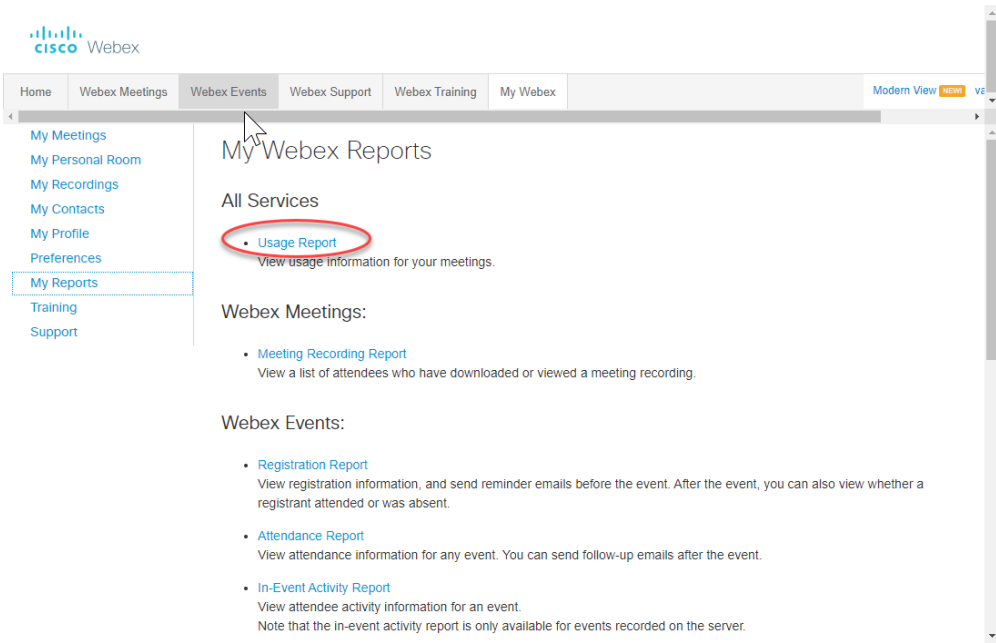 CISCO Webex
Home Webex Meetings Webex Events Webex Support Webex Training My Webex Modern View NEW! va
My Meetings
My Personal Room
My Recordings
My Contacts
My Profile
Preferences
My Reports
Training
Support
My Webex Reports
All Services
• Usage Report
View usage information for your meetings.
Webex Meetings:
• Meeting Recording Report
View a list of attendees who have downloaded or viewed a meeting recording.
Webex Events:
• Registration Report
View registration information, and send reminder emails before the event. After the event, you can also view whether a
registrant attended or was absent.
• Attendance Report
View attendance information for any event. You can send follow-up emails after the event.
• In-Event Activity Report
View attendee activity information for an event.
Note that the in-event activity report is only available for events recorded on the server.